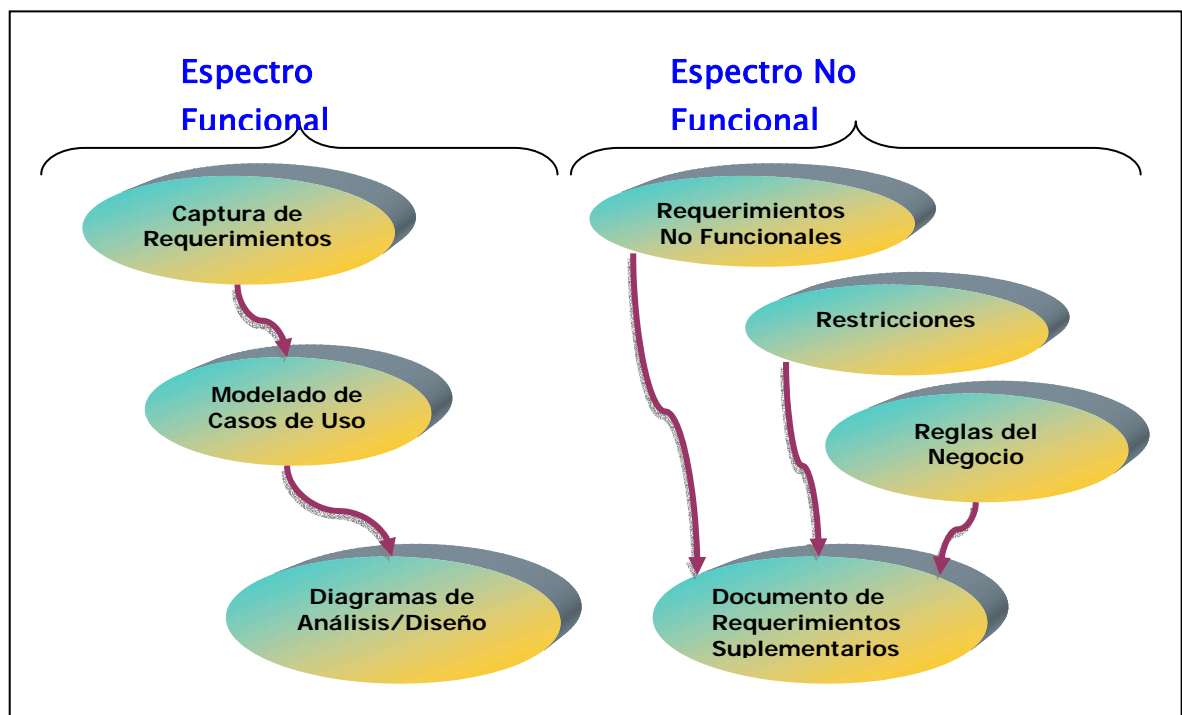 Espectro
Funcional
Captura de
Requerimientos
Modelado de
Casos de Uso
Diagramas de
Análisis/Diseño
Espectro No
Funcional
Requerimientos
No Funcionales
Restricciones
Reglas del
Negocio
Documento de
Requerimientos
Suplementarios